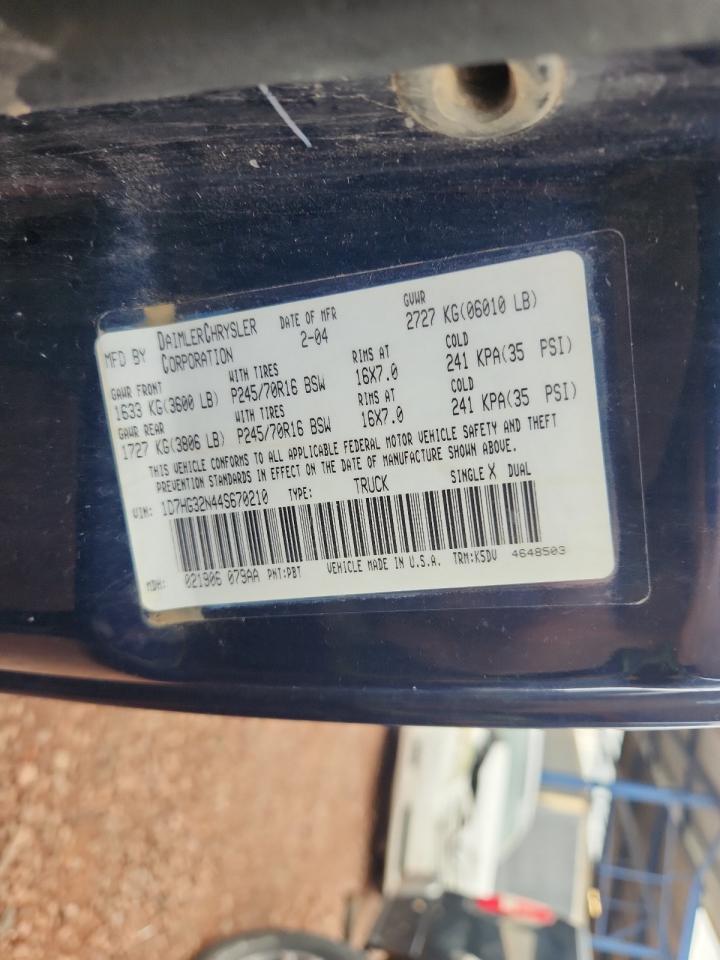 MFD BY DAIMLERCHRYSLER CORPORATION DATE OF MFR 2-04 GVWR 2727 KG(06010 LB)
GAWR FRONT WITH TIRES RIMS AT COLD
1633 KG(3600 LB) P245/70R16 BSW 16X7.0 241 KPA(35 PSI)
GAWR REAR WITH TIRES RIMS AT COLD
1727 KG(3806 LB) P245/70R16 BSW 16X7.0 241 KPA(35 PSI)
THIS VEHICLE CONFORMS TO ALL APPLICABLE FEDERAL MOTOR VEHICLE SAFETY AND THEFT
PREVENTION STANDARDS IN EFFECT ON THE DATE OF MANUFACTURE SHOWN ABOVE.
VIN: 1D7HG32N44S670210 TYPE: TRUCK SINGLE X DUAL
MDH: 021906 079AA PNT:PBT VEHICLE MADE IN U.S.A. TRM:K5DV 4648503